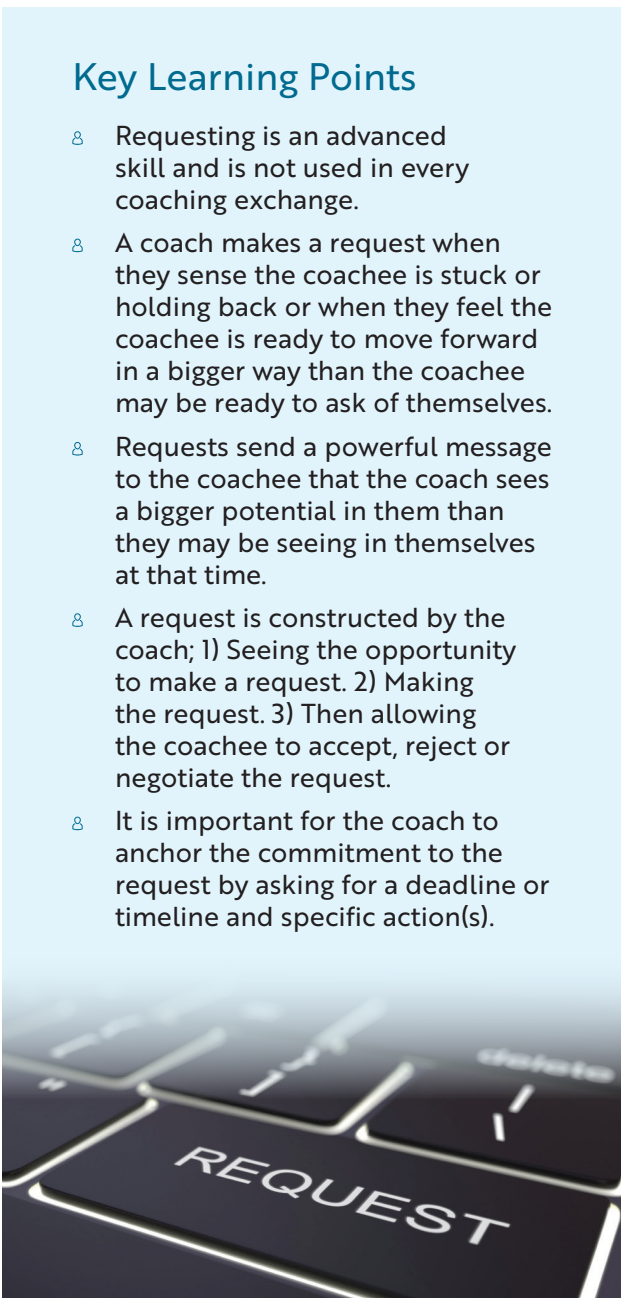 Key Learning Points
Requesting is an advanced
skill and is not used in every
coaching exchange.
A coach makes a request when
they sense the coachee is stuck or
holding back or when they feel the
coachee is ready to move forward
in a bigger way than the coachee
may be ready to ask of themselves.
Requests send a powerful message
to the coachee that the coach sees
a bigger potential in them than
they may be seeing in themselves
at that time.
A request is constructed by the
coach; 1) Seeing the opportunity
to make a request. 2) Making
the request. 3) Then allowing
the coachee to accept, reject or
negotiate the request.
It is important for the coach to
anchor the commitment to the
request by asking for a deadline or
timeline and specific action(s).
delete
" ] | \
REQUEST